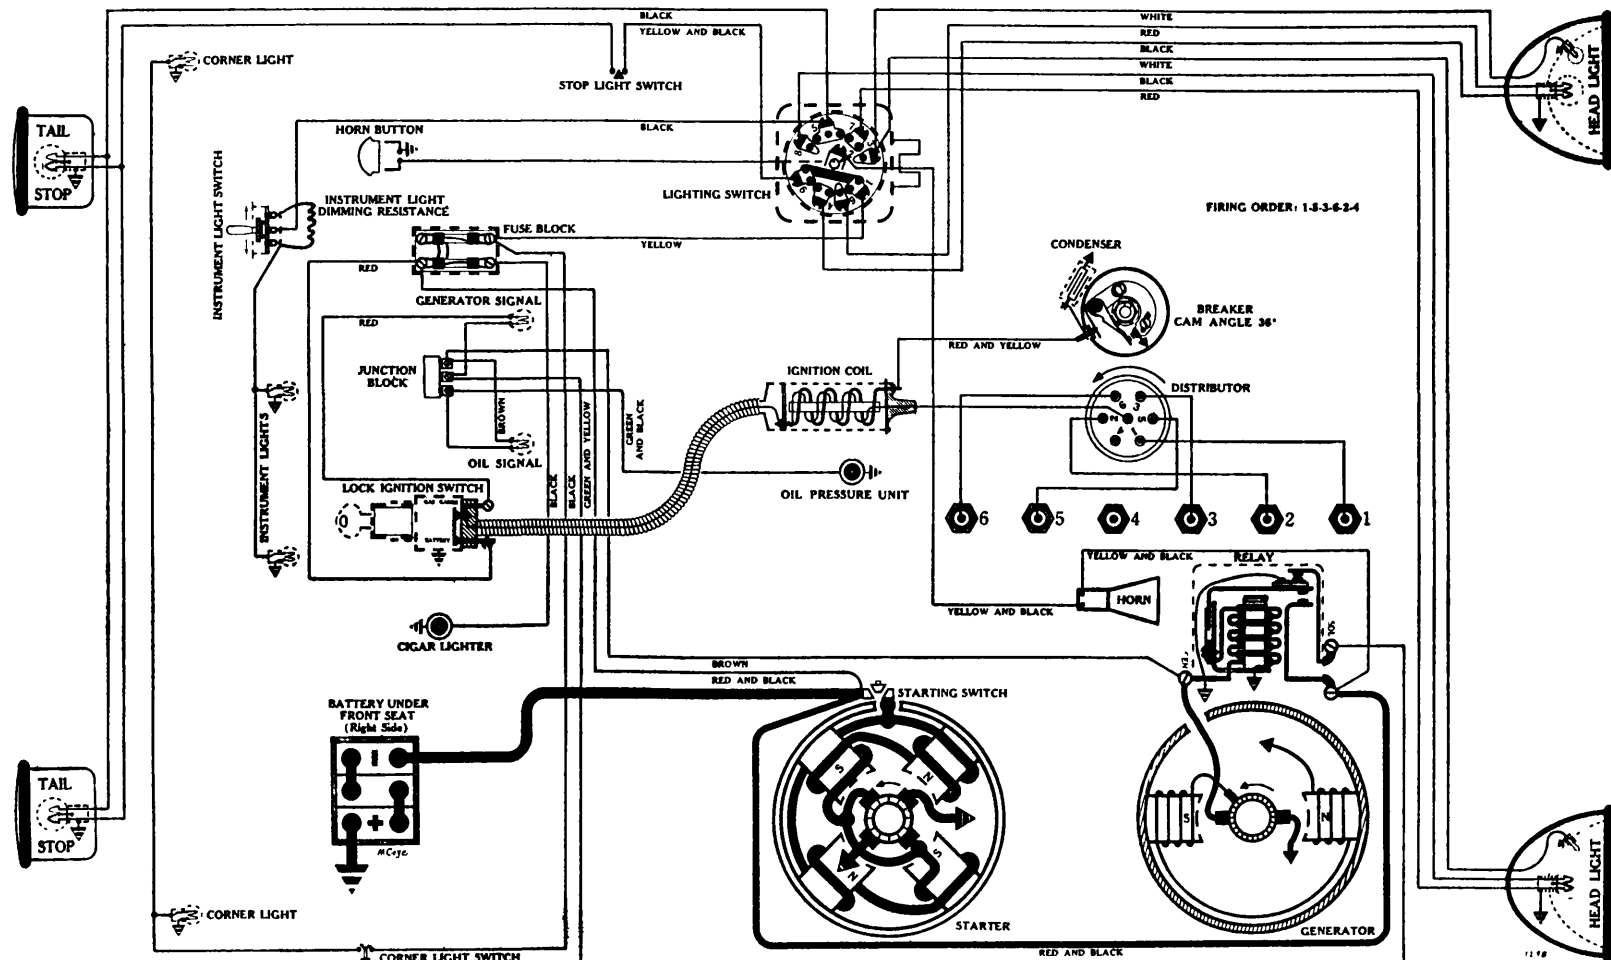 BLACK
YELLOW AND BLACK
WHITE
RED
BLACK
WHITE
BLACK
RED
HEAD LIGHT
CORNER LIGHT
STOP LIGHT SWITCH
TAIL
STOP
HORN BUTTON
BLACK
LIGHTING SWITCH
INSTRUMENT LIGHT SWITCH
INSTRUMENT LIGHT
DIMMING RESISTANCE
FIRING ORDER: 1-5-3-6-2-4
FUSE BLOCK
YELLOW
RED
CONDENSER
GENERATOR SIGNAL
BREAKER
CAM ANGLE 36°
RED
RED AND YELLOW
JUNCTION
BLOCK
IGNITION COIL
DISTRIBUTOR
BROWN
GREEN
AND BLACK
GREEN AND YELLOW
BLACK
BLACK
INSTRUMENT LIGHTS
OIL SIGNAL
LOCK IGNITION SWITCH
BATTERY
OIL PRESSURE UNIT
6
5
4
3
2
1
YELLOW AND BLACK
RELAY
HORN
YELLOW AND BLACK
CIGAR LIGHTER
BROWN
RED AND BLACK
STARTING SWITCH
BATTERY UNDER
FRONT SEAT
(Right Side)
TAIL
STOP
S
N
S
N
S
N
HEAD LIGHT
CORNER LIGHT
STARTER
GENERATOR
RED AND BLACK
CORNER LIGHT SWITCH